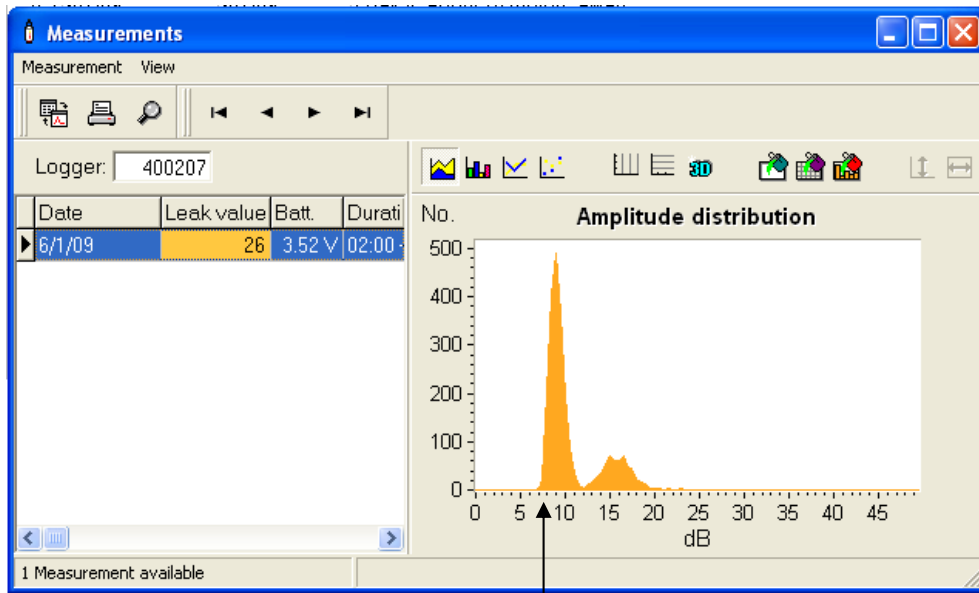 Measurements
Measurement View
Logger: 400207
3D
Date Leak value Batt. Durati
6/1/09 26 3.52 V 02:00 -
No. Amplitude distribution
500
400
300
200
100
0
0 5 10 15 20 25 30 35 40 45
dB
1 Measurement available